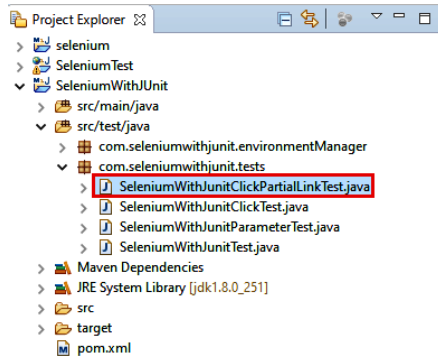 Project Explorer
selenium
SeleniumTest
SeleniumWithJUnit
src/main/java
src/test/java
com.seleniumwithjunit.environmentManager
com.seleniumwithjunit.tests
SeleniumWithJunitClickPartialLinkTest.java
SeleniumWithJunitClickTest.java
SeleniumWithJunitParameterTest.java
SeleniumWithJunitTest.java
Maven Dependencies
JRE System Library [jdk1.8.0_251]
src
target
pom.xml